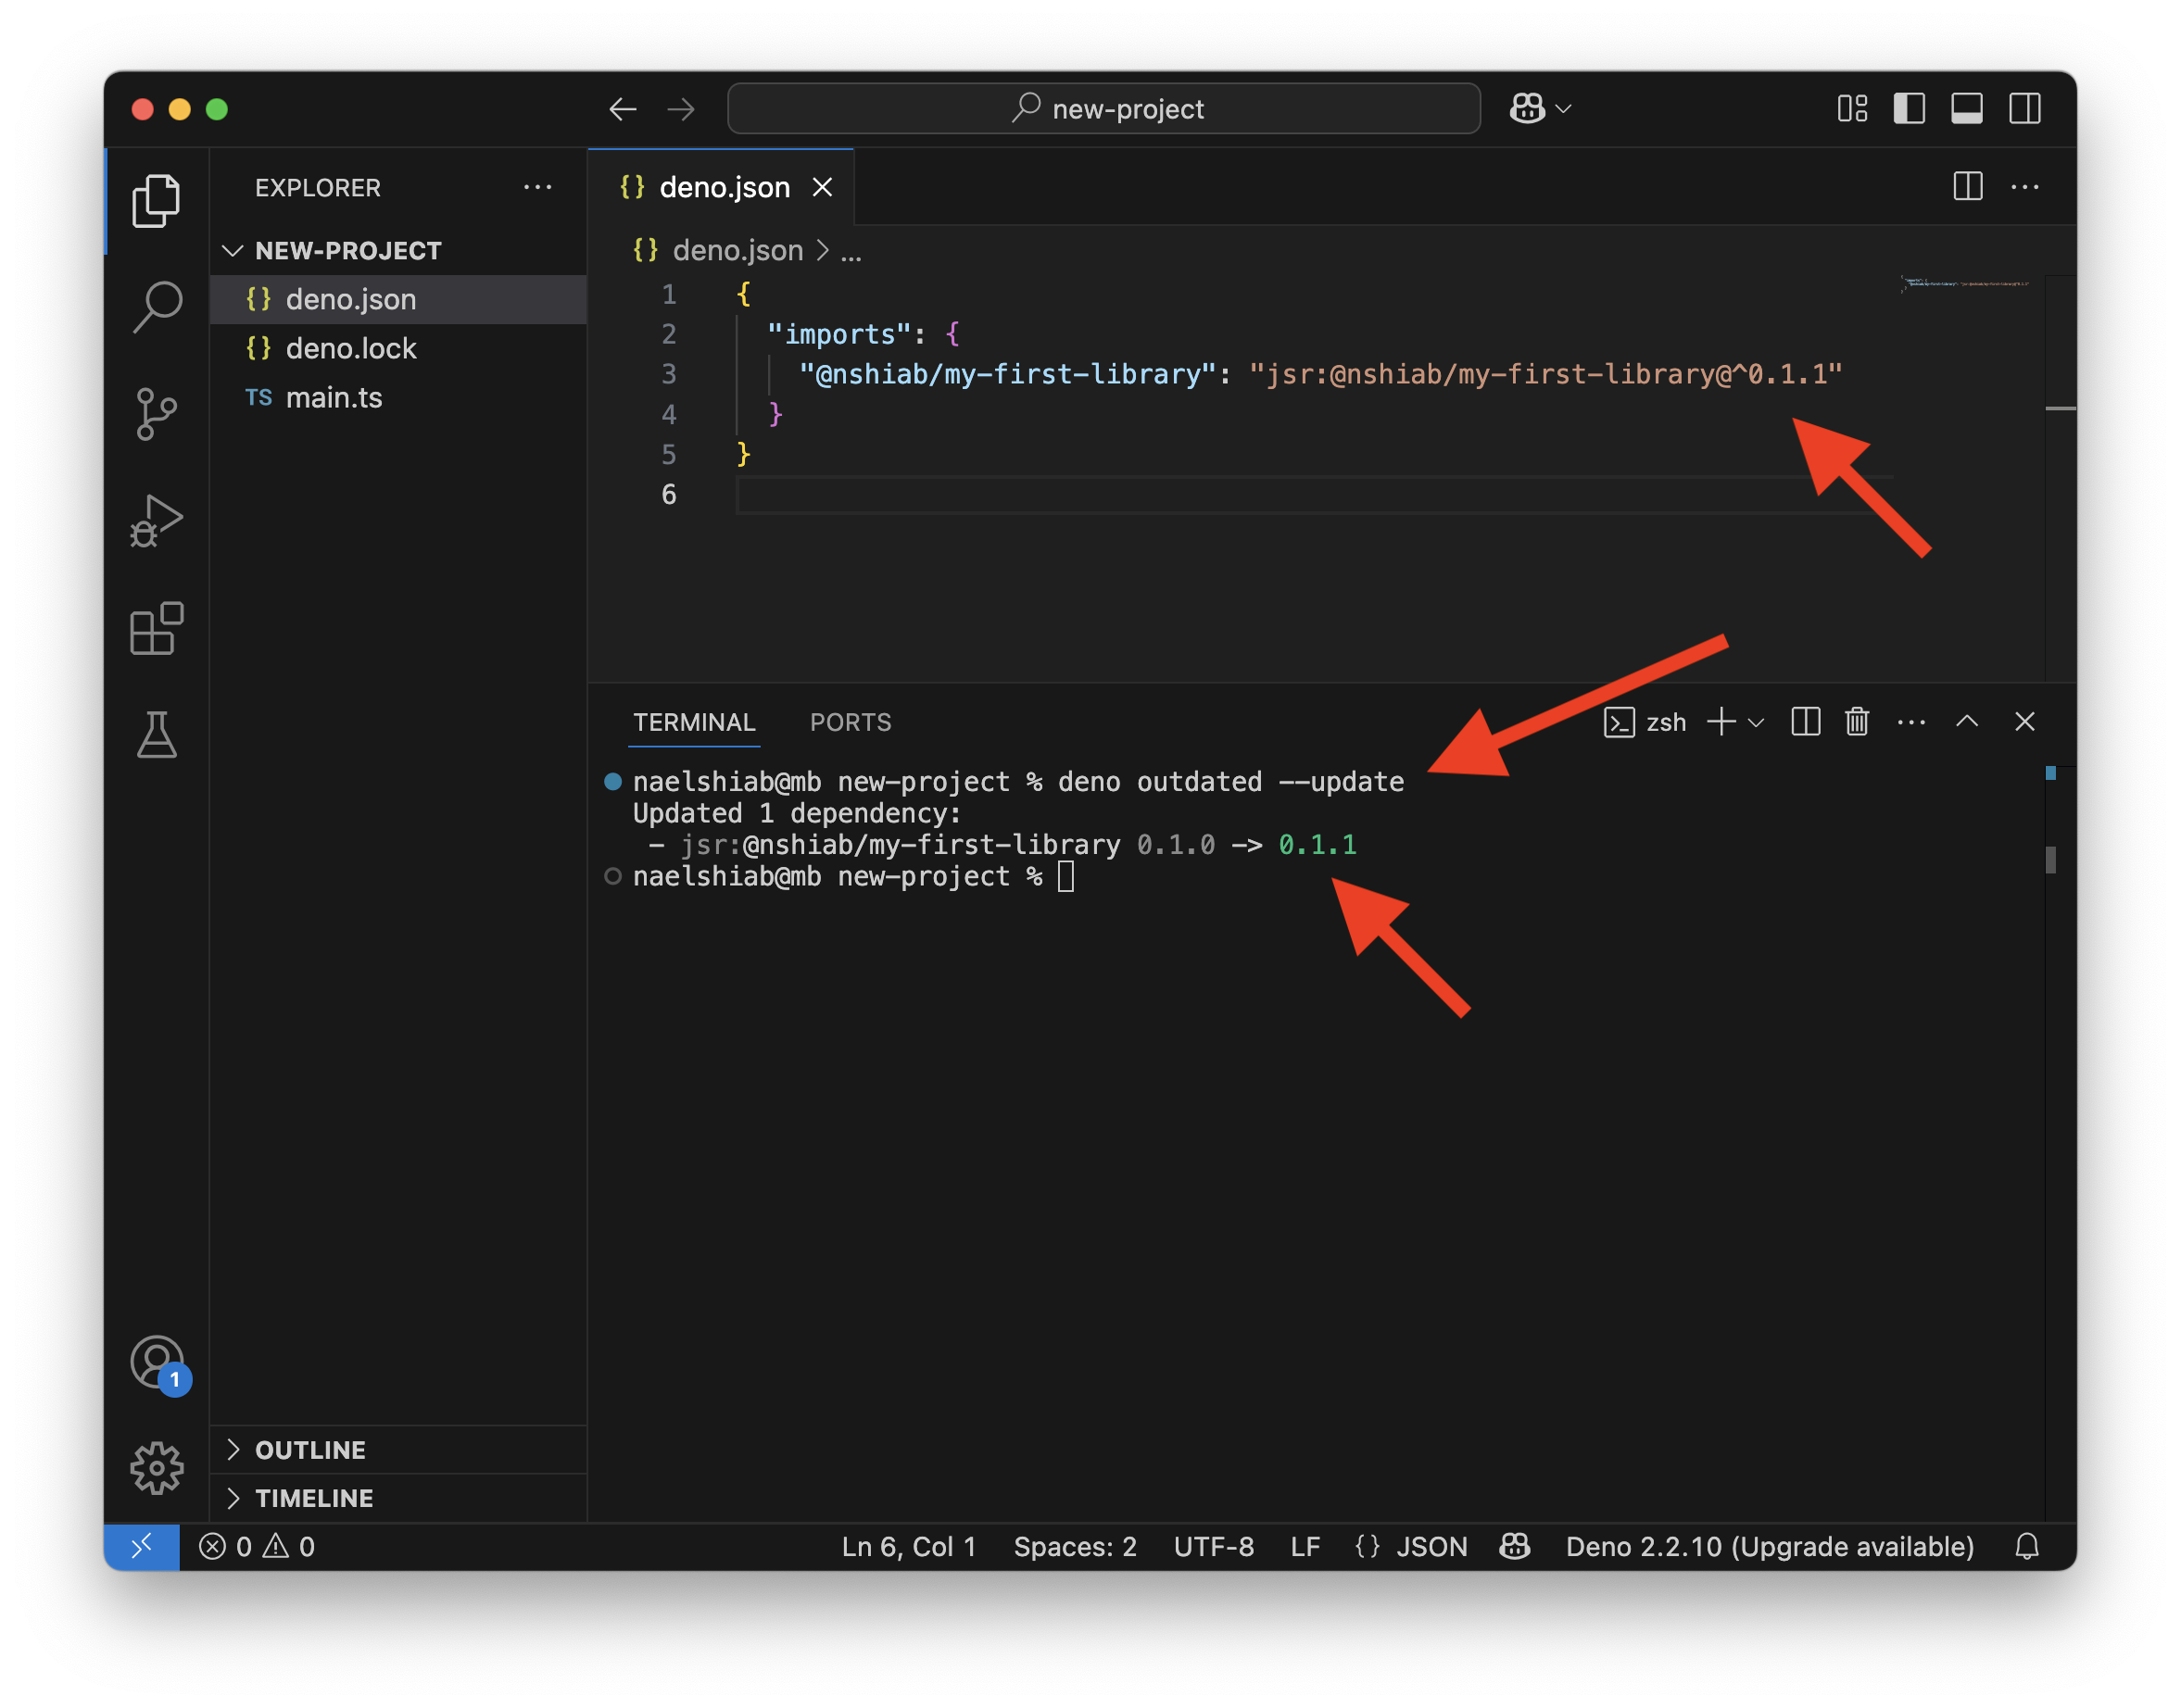 new-project
EXPLORER
deno.json
NEW-PROJECT
{} deno.json
{} deno.lock
TS main.ts
{} deno.json > ...
1 {
2 "imports": {
3 "@nshiab/my-first-library": "jsr:@nshiab/my-first-library@^0.1.1"
4 }
5 }
6
TERMINAL PORTS zsh
naelshiab@mb new-project % deno outdated --update
Updated 1 dependency:
- jsr:@nshiab/my-first-library 0.1.0 -> 0.1.1
naelshiab@mb new-project %
1
OUTLINE
TIMELINE
0 0 Ln 6, Col 1 Spaces: 2 UTF-8 LF {} JSON Deno 2.2.10 (Upgrade available)